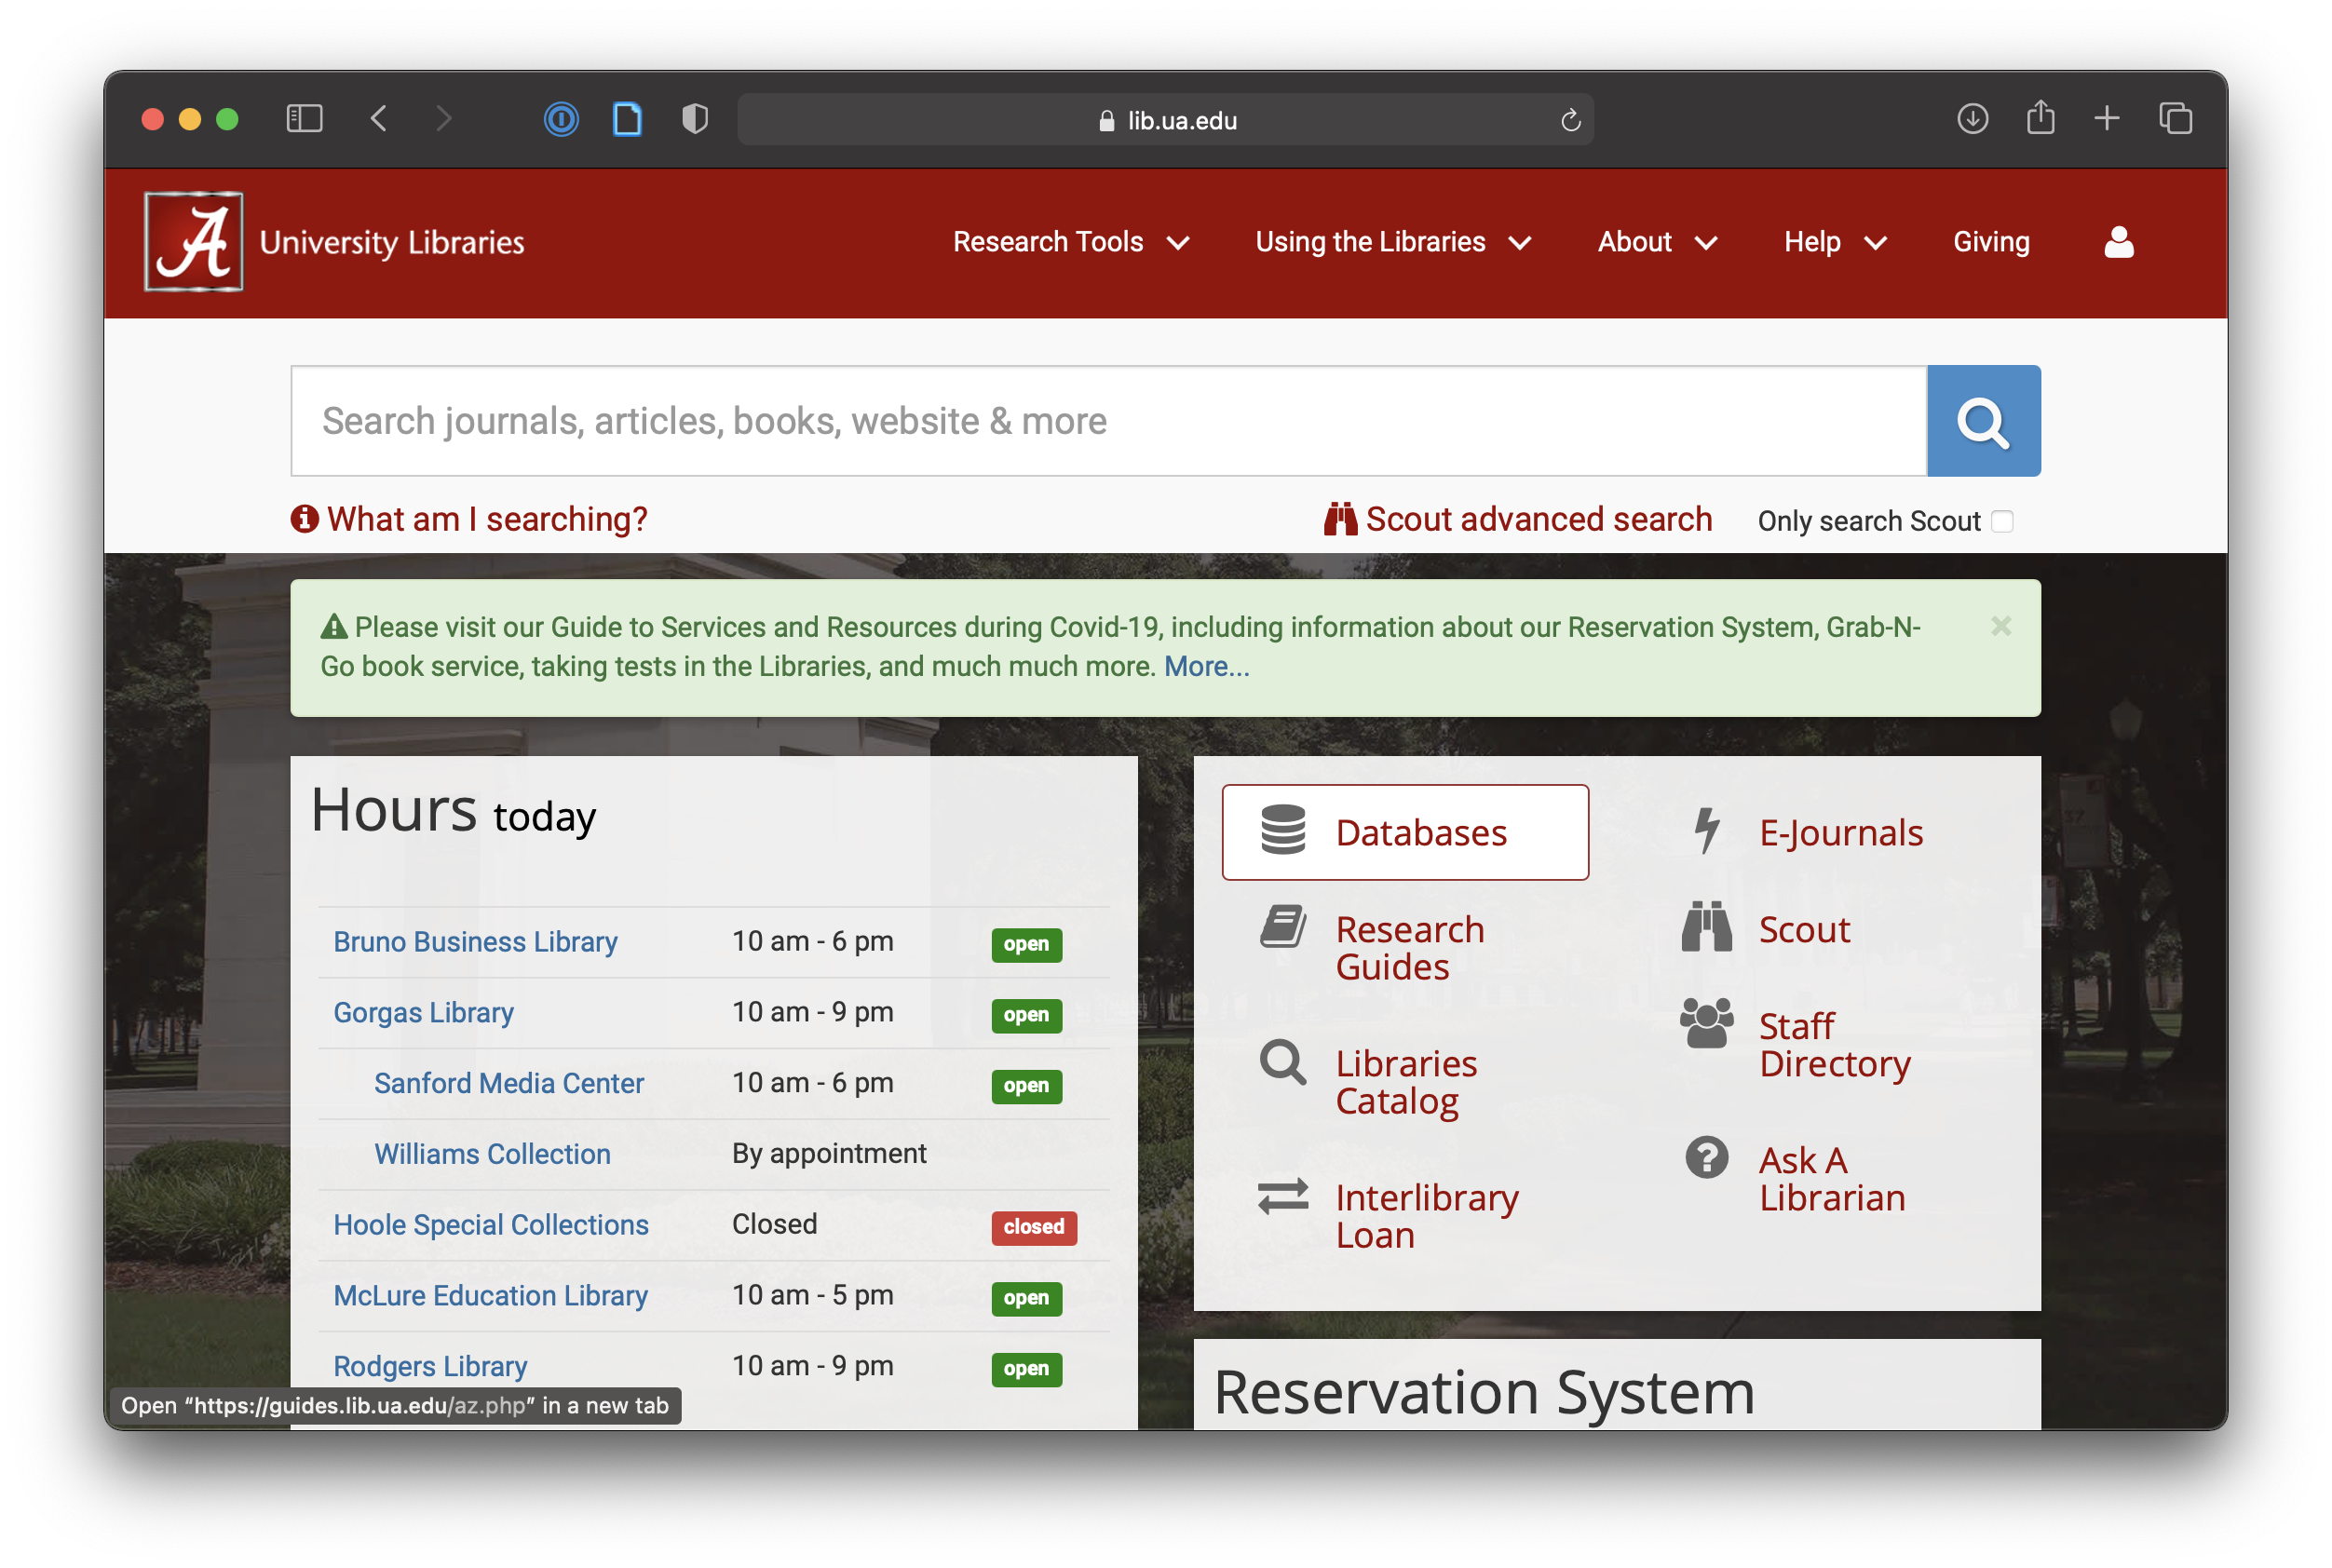 lib.ua.edu
A University Libraries
Research Tools Using the Libraries About Help Giving
Search journals, articles, books, website & more
What am I searching?
Scout advanced search Only search Scout
Please visit our Guide to Services and Resources during Covid-19, including information about our Reservation System, Grab-N-
Go book service, taking tests in the Libraries, and much much more. More...
Hours today
Bruno Business Library 10 am - 6 pm open
Gorgas Library 10 am - 9 pm open
Sanford Media Center 10 am - 6 pm open
Williams Collection By appointment
Hoole Special Collections Closed closed
McLure Education Library 10 am - 5 pm open
Rodgers Library 10 am - 9 pm open
Databases
Research
Guides
Libraries
Catalog
Interlibrary
Loan
E-Journals
Scout
Staff
Directory
Ask A
Librarian
Reservation System
Open “https://guides.lib.ua.edu/az.php” in a new tab